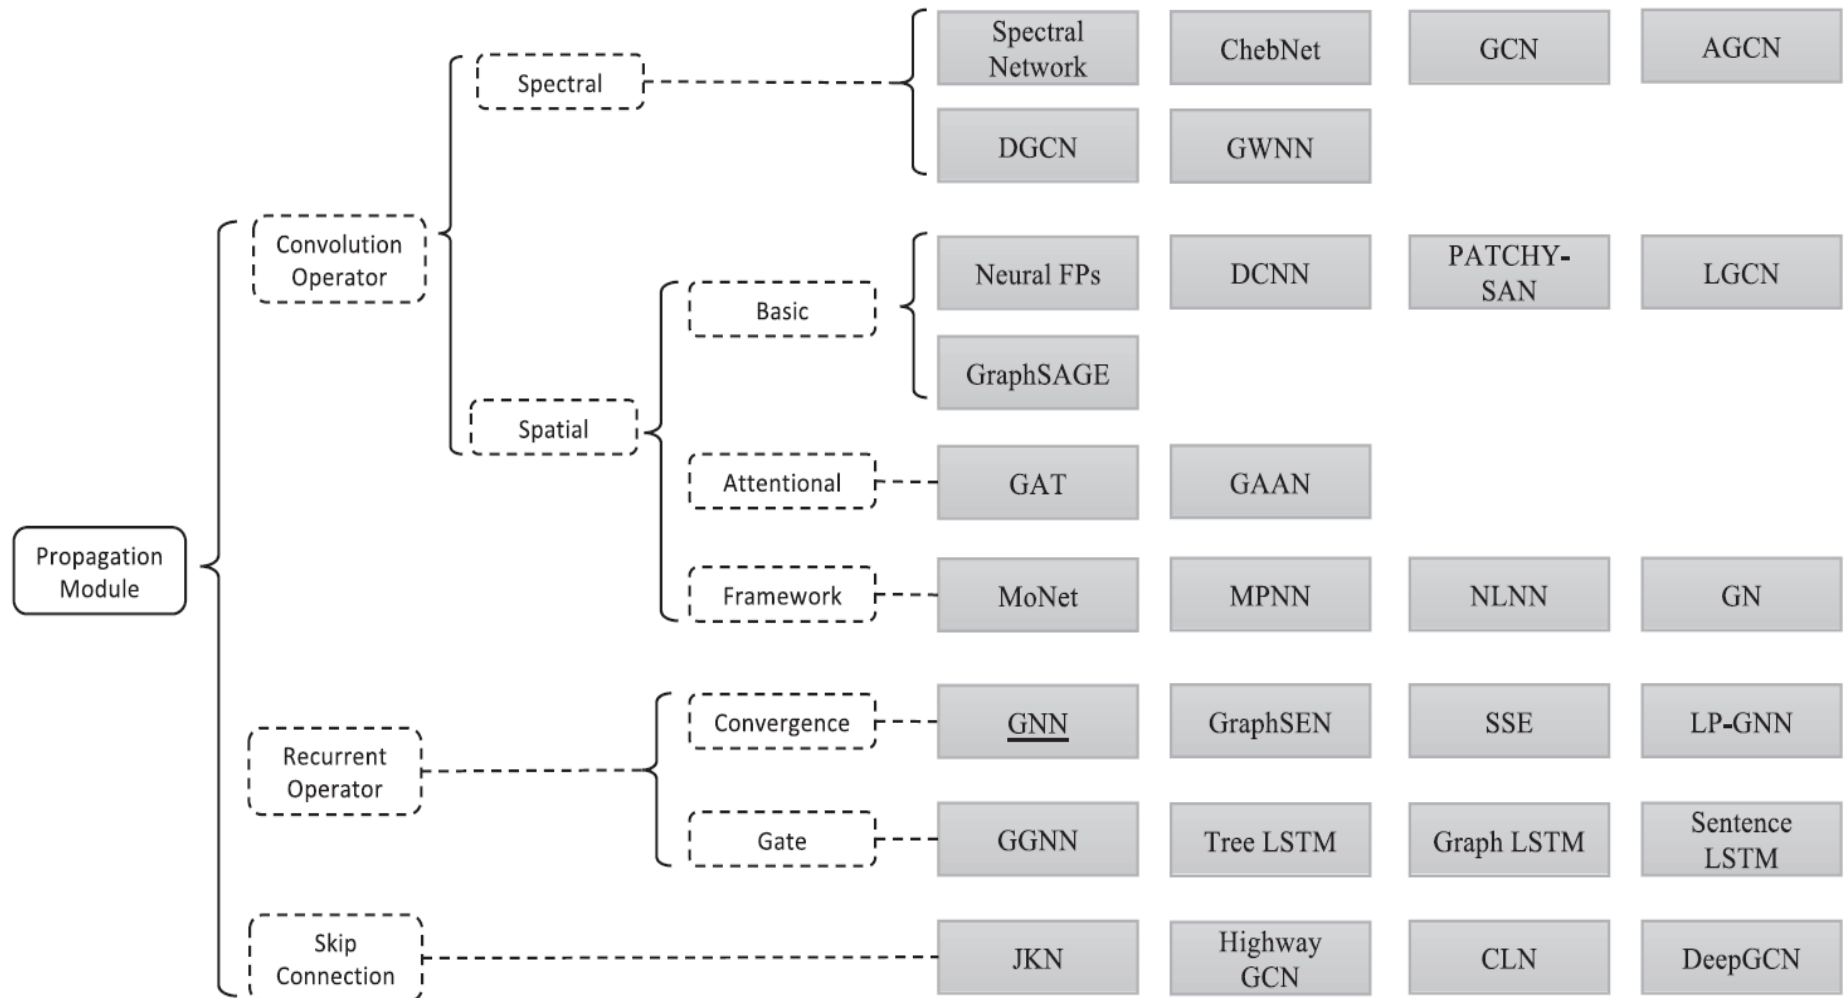 Spectral
Network
ChebNet
GCN
AGCN
Spectral
DGCN
GWNN
Convolution
Operator
Neural FPs
DCNN
PATCHY-
SAN
LGCN
Basic
GraphSAGE
Spatial
Attentional
GAT
GAAN
Propagation
Module
Framework
MoNet
MPNN
NLNN
GN
Convergence
GNN
GraphSEN
SSE
LP-GNN
Recurrent
Operator
Gate
GGNN
Tree LSTM
Graph LSTM
Sentence
LSTM
Skip
Connection
JKN
Highway
GCN
CLN
DeepGCN